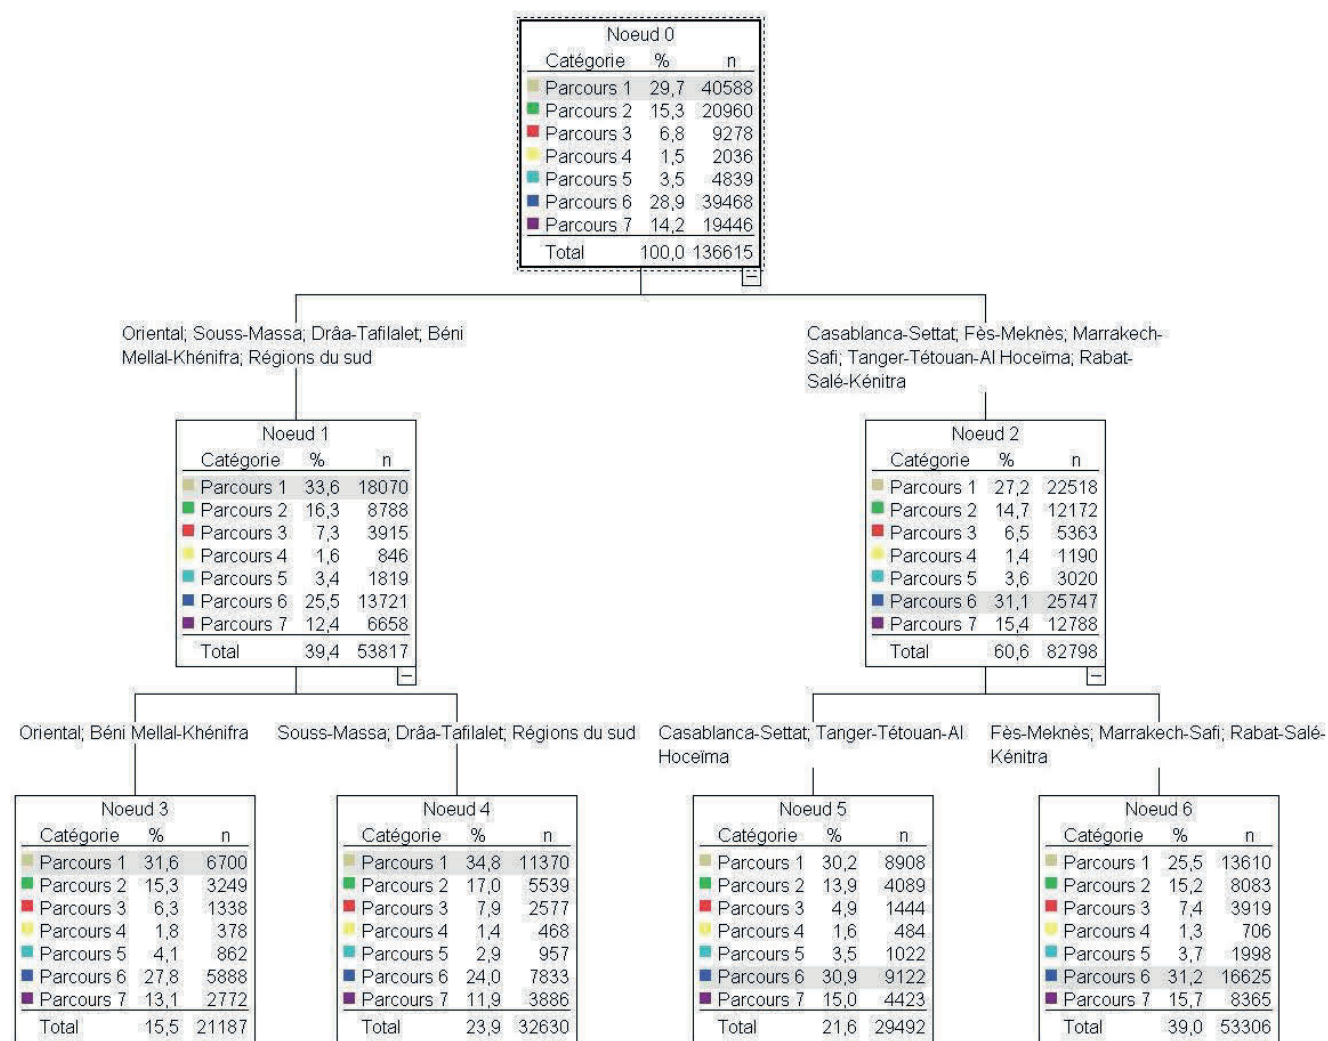 Noeud 0
Catégorie % n
Parcours 1 29,7 40588
Parcours 2 15,3 20960
Parcours 3 6,8 9278
Parcours 4 1,5 2036
Parcours 5 3,5 4839
Parcours 6 28,9 39468
Parcours 7 14,2 19446
Total 100,0 136615
Oriental; Souss-Massa; Drâa-Tafilalet; Béni
Mellal-Khénifra; Régions du sud
Casablanca-Settat; Fès-Meknès; Marrakech-
Safi; Tanger-Tétouan-Al Hoceïma; Rabat-
Salé-Kénitra
Noeud 1
Catégorie % n
Parcours 1 33,6 18070
Parcours 2 16,3 8788
Parcours 3 7,3 3915
Parcours 4 1,6 846
Parcours 5 3,4 1819
Parcours 6 25,5 13721
Parcours 7 12,4 6658
Total 39,4 53817
Noeud 2
Catégorie % n
Parcours 1 27,2 22518
Parcours 2 14,7 12172
Parcours 3 6,5 5363
Parcours 4 1,4 1190
Parcours 5 3,6 3020
Parcours 6 31,1 25747
Parcours 7 15,4 12788
Total 60,6 82798
Oriental; Béni Mellal-Khénifra
Souss-Massa; Drâa-Tafilalet; Régions du sud
Casablanca-Settat; Tanger-Tétouan-Al
Hoceïma
Fès-Meknès; Marrakech-Safi; Rabat-Salé-
Kénitra
Noeud 3
Catégorie % n
Parcours 1 31,6 6700
Parcours 2 15,3 3249
Parcours 3 6,3 1338
Parcours 4 1,8 378
Parcours 5 4,1 862
Parcours 6 27,8 5888
Parcours 7 13,1 2772
Total 15,5 21187
Noeud 4
Catégorie % n
Parcours 1 34,8 11370
Parcours 2 17,0 5539
Parcours 3 7,9 2577
Parcours 4 1,4 468
Parcours 5 2,9 957
Parcours 6 24,0 7833
Parcours 7 11,9 3886
Total 23,9 32630
Noeud 5
Catégorie % n
Parcours 1 30,2 8908
Parcours 2 13,9 4089
Parcours 3 4,9 1444
Parcours 4 1,6 484
Parcours 5 3,5 1022
Parcours 6 30,9 9122
Parcours 7 15,0 4423
Total 21,6 29492
Noeud 6
Catégorie % n
Parcours 1 25,5 13610
Parcours 2 15,2 8083
Parcours 3 7,4 3919
Parcours 4 1,3 706
Parcours 5 3,7 1998
Parcours 6 31,2 16625
Parcours 7 15,7 8365
Total 39,0 53306